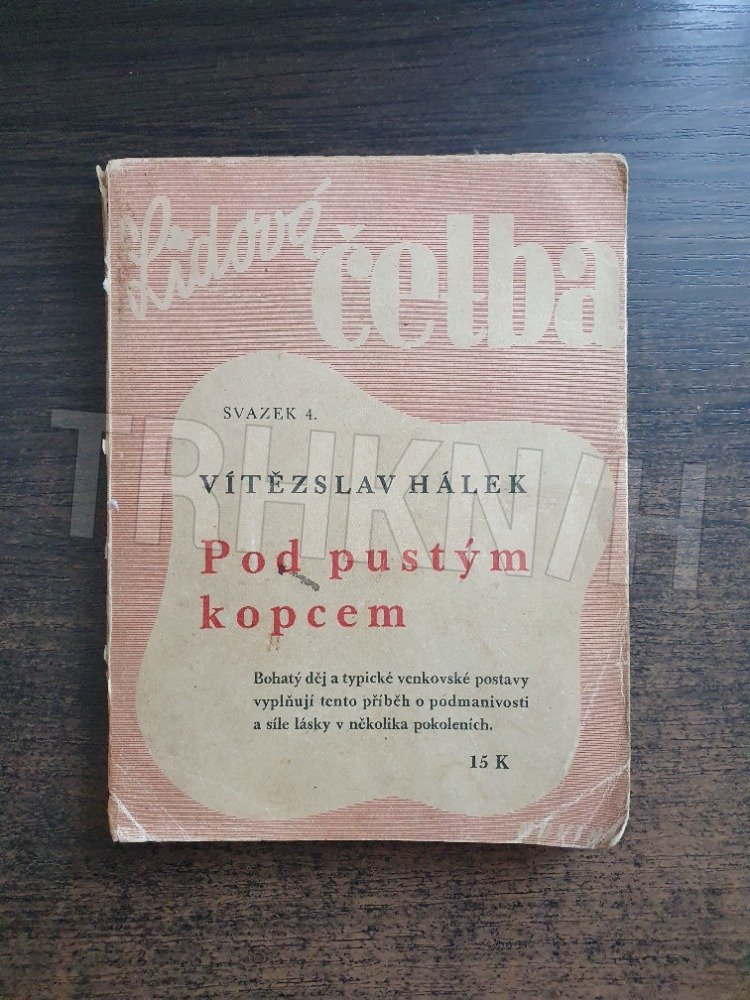 Lidová
četba
SVAZEK 4.
VÍTĚZSLAV HÁLEK
Pod pustým
kopcem
Bohatý děj a typické venkovské postavy
vyplňují tento příběh o podmanivosti
a síle lásky v několika pokoleních.
15 K
TRHKNIH